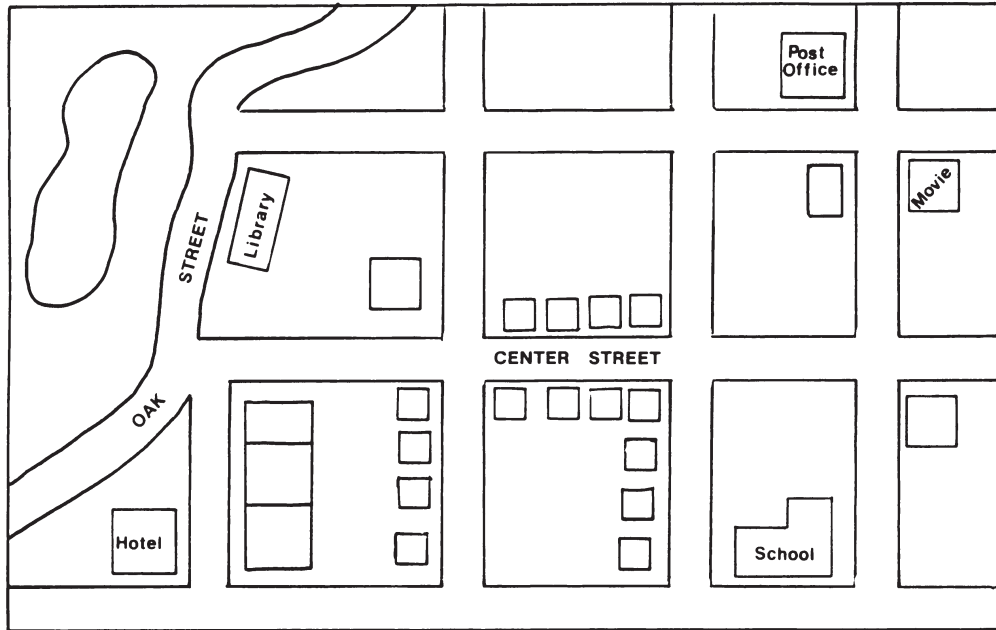 Post
Office
Movie
Library
STREET
CENTER STREET
OAK
Hotel
School